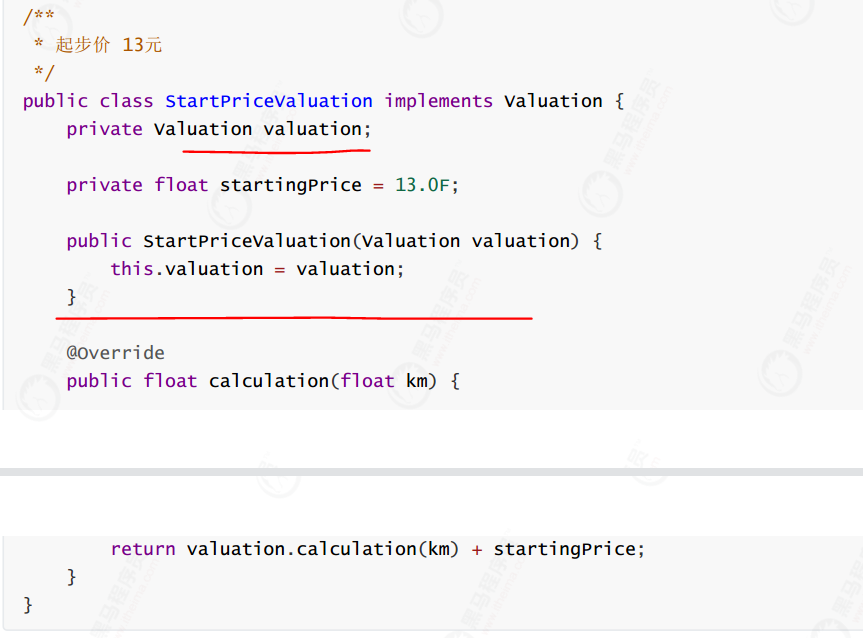 /**
 * 起步价 13元
 */
public class StartPriceValuation implements Valuation {
    private Valuation valuation;
    private float startingPrice = 13.0F;
    public StartPriceValuation(Valuation valuation) {
        this.valuation = valuation;
    }
    @Override
    public float calculation(float km) {
        return valuation.calculation(km) + startingPrice;
    }
}